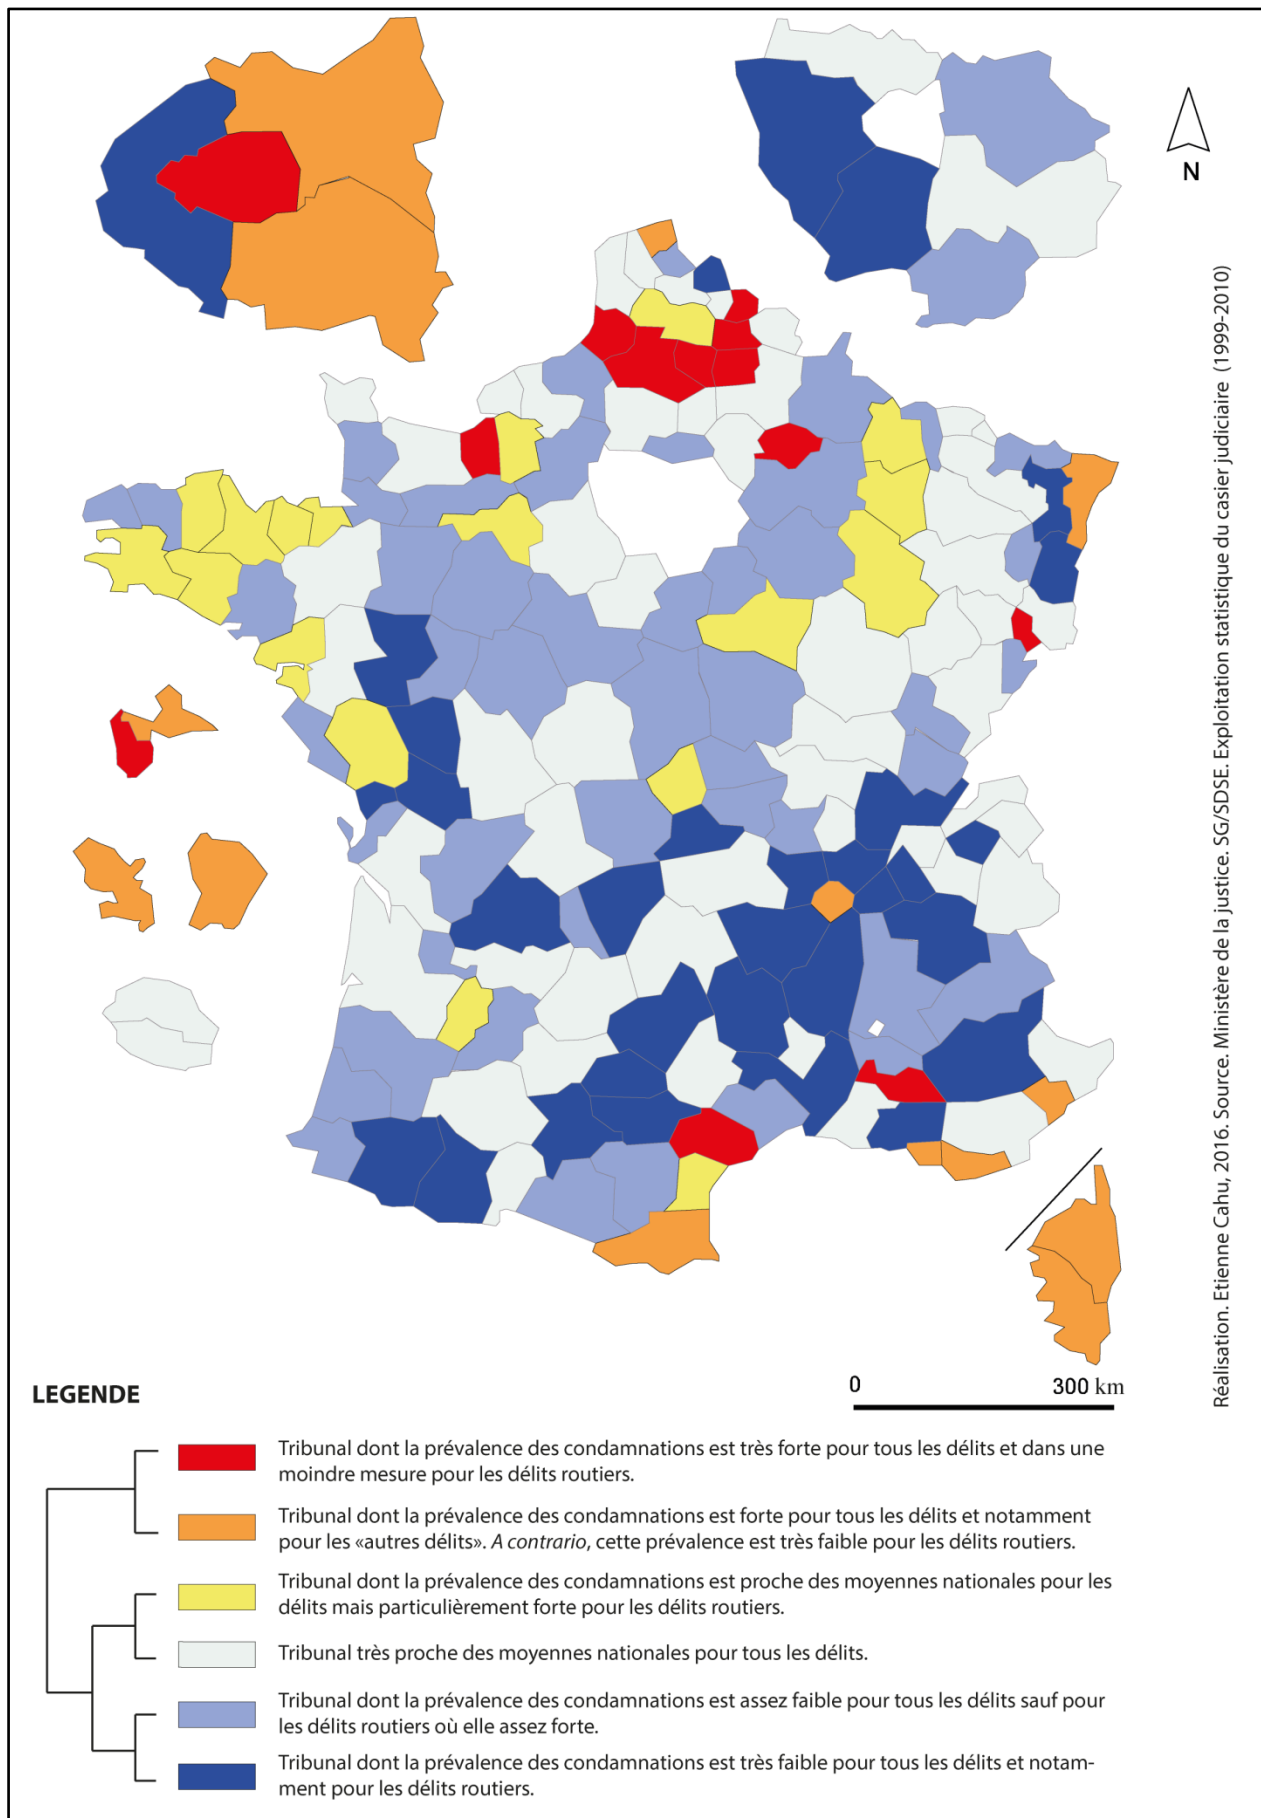 N
Réalisation. Etienne Cahu, 2016. Source. Ministère de la justice. SG/SDSE. Exploitation statistique du casier judiciaire (1999-2010)
0 300 km
LEGENDE
Tribunal dont la prévalence des condamnations est très forte pour tous les délits et dans une
moindre mesure pour les délits routiers.
Tribunal dont la prévalence des condamnations est forte pour tous les délits et notamment
pour les «autres délits». A contrario, cette prévalence est très faible pour les délits routiers.
Tribunal dont la prévalence des condamnations est proche des moyennes nationales pour les
délits mais particulièrement forte pour les délits routiers.
Tribunal très proche des moyennes nationales pour tous les délits.
Tribunal dont la prévalence des condamnations est assez faible pour tous les délits sauf pour
les délits routiers où elle assez forte.
Tribunal dont la prévalence des condamnations est très faible pour tous les délits et notam-
ment pour les délits routiers.